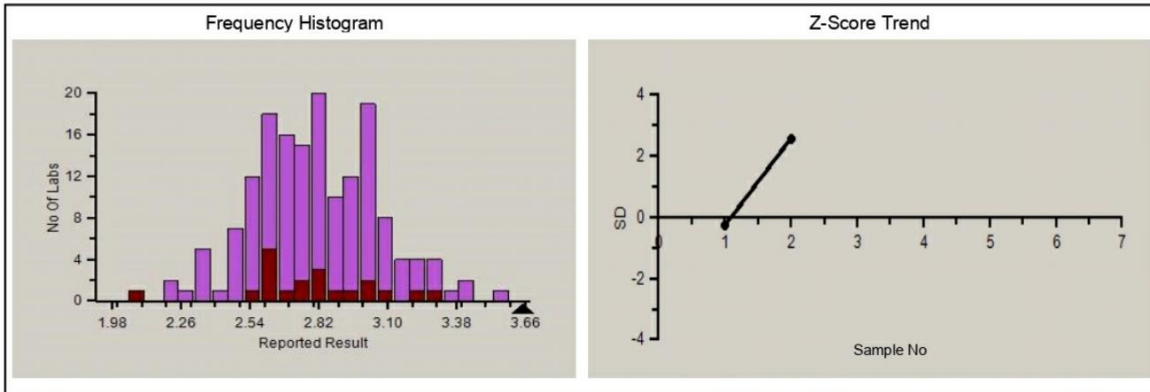 Frequency Histogram
20
16
12
8
4
0
No Of Labs
1.98 2.26 2.54 2.82 3.10 3.38 3.66
Reported Result
Z-Score Trend
4
2
0
-2
-4
SD
0 1 2 3 4 5 6 7
Sample No